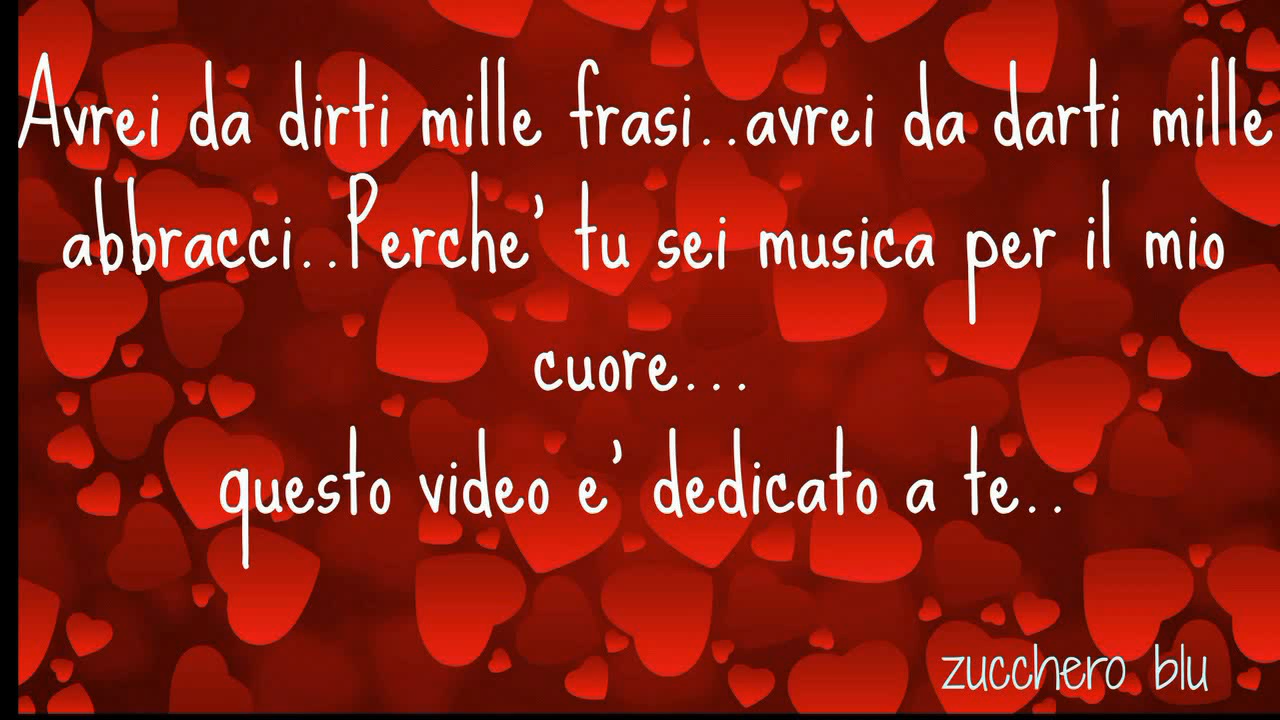 Avrei da dirti mille frasi..avrei da darti mille
abbracci..Perche' tu sei musica per il mio
cuore...
questo video e' dedicato a te..
zucchero blu